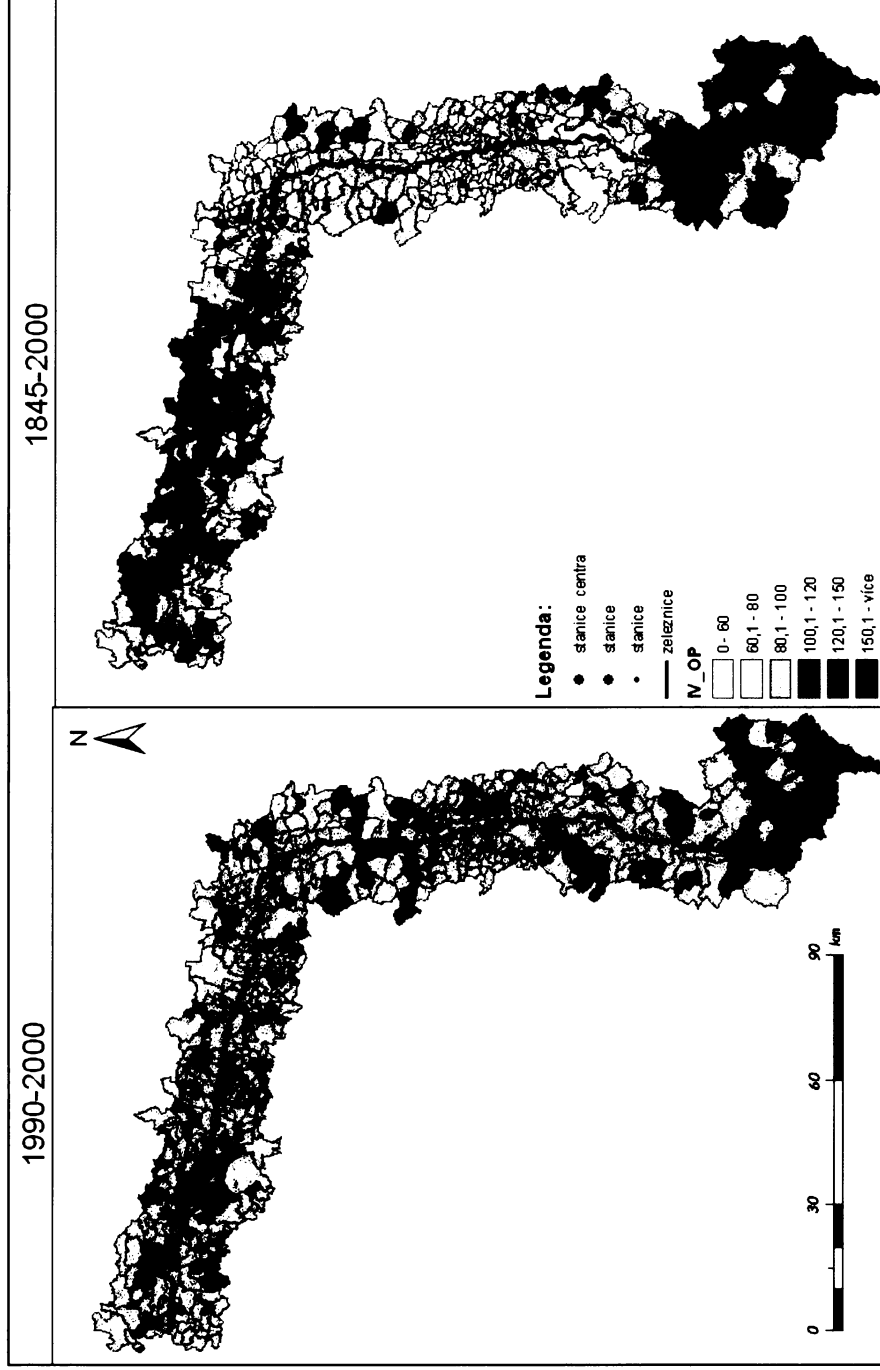 1990-2000
1845-2000
N
Legenda:
stanice centra
stanice
stanice
zeleznice
IV_OP
0 - 60
60,1 - 80
80,1 - 100
100,1 - 120
120,1 - 150
150,1 - více
0 30 60 90
km